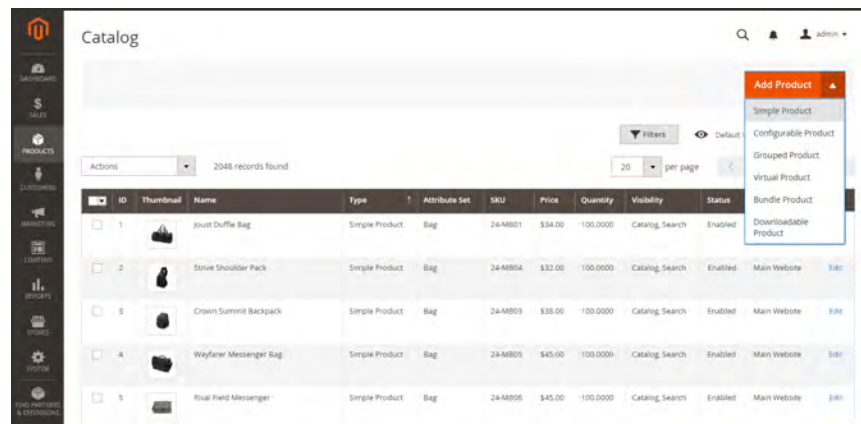 Catalog
admin
DASHBOARD
Add Product
$
SALES
Simple Product
PRODUCTS
Filters
Default
Configurable Product
Grouped Product
Actions
2048 records found
20
per page
Virtual Product
CUSTOMERS
ID Thumbnail Name Type ↑ Attribute Set SKU Price Quantity Visibility Status
Bundle Product
MARKETING
Downloadable
Product
1 Joust Duffle Bag Simple Product Bag 24-MB01 $34.00 100.0000 Catalog, Search Enabled
CONTENT
2 Strive Shoulder Pack Simple Product Bag 24-MB04 $32.00 100.0000 Catalog, Search Enabled Main Website Edit
REPORTS
3 Crown Summit Backpack Simple Product Bag 24-MB03 $38.00 100.0000 Catalog, Search Enabled Main Website Edit
STORES
4 Wayfarer Messenger Bag Simple Product Bag 24-MB05 $45.00 100.0000 Catalog, Search Enabled Main Website Edit
SYSTEM
5 Rival Field Messenger Simple Product Bag 24-MB06 $45.00 100.0000 Catalog, Search Enabled Main Website Edit
FIND PARTNERS
& EXTENSIONS